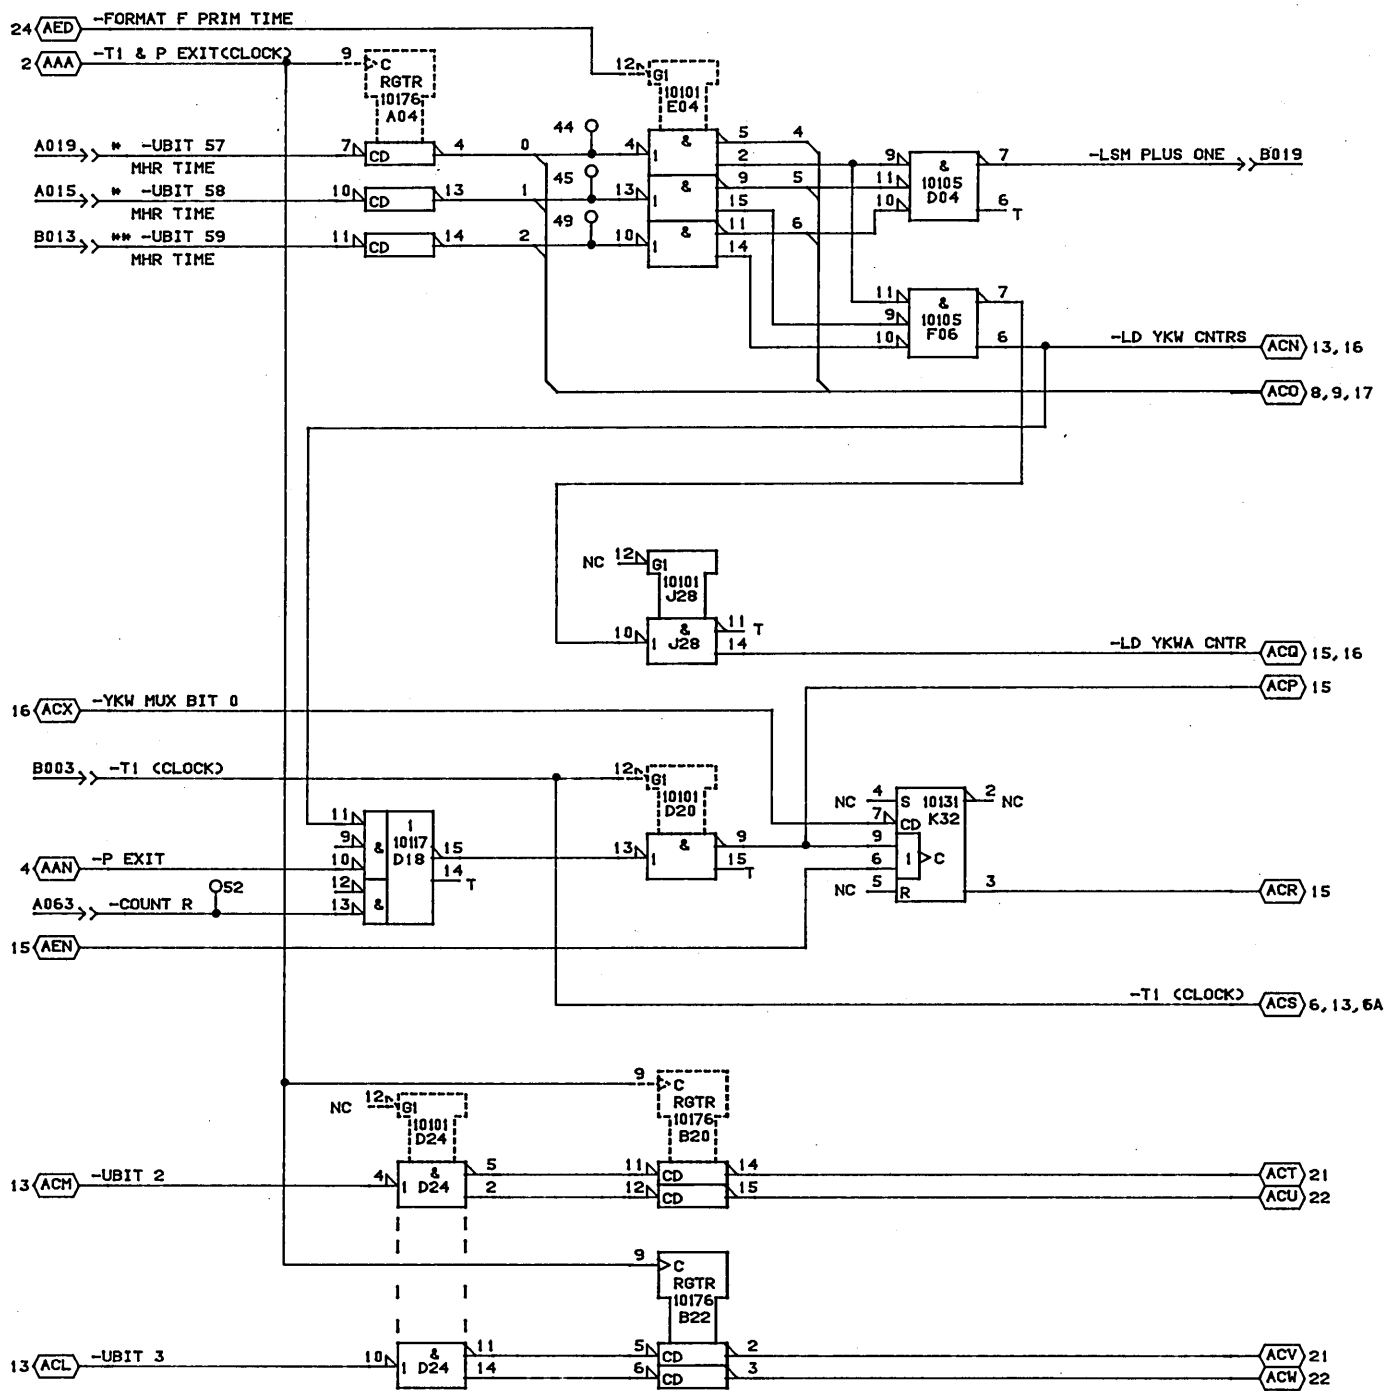 24 AED -FORMAT F PRIM TIME
2 AAA -T1 & P EXIT(CLOCK) 9 C
RGTR
10176
A04
12 G1
10101
E04
A019 * -UBIT 57 7 CD 4 0 44 4 1 & 5 4
MHR TIME
2
A015 * -UBIT 58 10 CD 13 1 45 13 1 & 9 5
MHR TIME
15
B013 ** -UBIT 59 11 CD 14 2 49 10 1 & 11 6
MHR TIME
14
9 & 7 -LSM PLUS ONE B019
11 10105
10 D04 6 T
11 & 7
9 10105
10 F06 6 -LD YKW CNTRS ACN 13,16
ACO 8,9,17
NC 12 G1
10101
J28
10 1 & 11 T
J28 14 -LD YKWA CNTR ACQ 15,16
ACP 15
16 ACX -YKW MUX BIT 0
B003 -T1 (CLOCK) 12 G1
10101
D20
NC 4 S 10131 2 NC
7 CD K32
11 1
9 & 10117
4 AAN -P EXIT 10 D18 15 13 1 & 9 9
14 T 15 T 6 1 C
12
A063 -COUNT R 52 13 &
NC 5 R 3 ACR 15
15 AEN
-T1 (CLOCK) ACS 6,13,6A
9 C
RGTR
10176
B20
NC 12 G1
10101
D24
13 ACM -UBIT 2 4 1 & 5 11 CD 14 ACT 21
D24 2 12 CD 15 ACU 22
9 C
RGTR
10176
B22
13 ACL -UBIT 3 10 1 & 11 5 CD 2 ACV 21
D24 14 6 CD 3 ACW 22